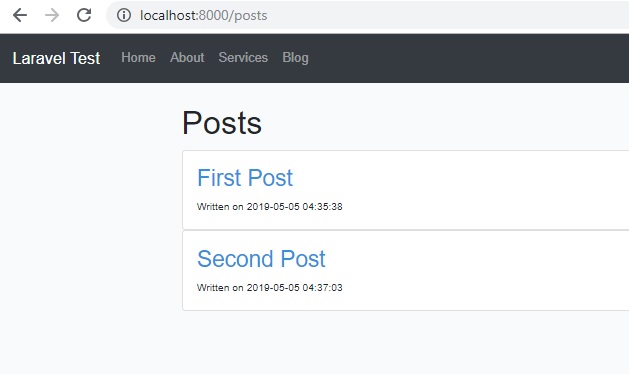 localhost:8000/posts
Laravel Test Home About Services Blog
Posts
First Post
Written on 2019-05-05 04:35:38
Second Post
Written on 2019-05-05 04:37:03